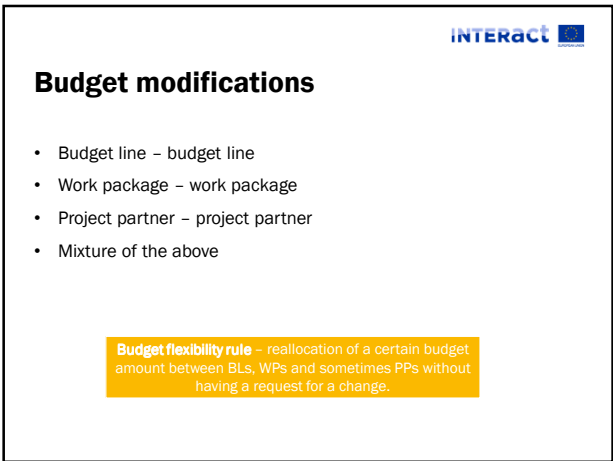 INTERACT
EUROPEAN UNION
Budget modifications
• Budget line – budget line
• Work package – work package
• Project partner – project partner
• Mixture of the above
Budget flexibility rule – reallocation of a certain budget
amount between BLs, WPs and sometimes PPs without
having a request for a change.